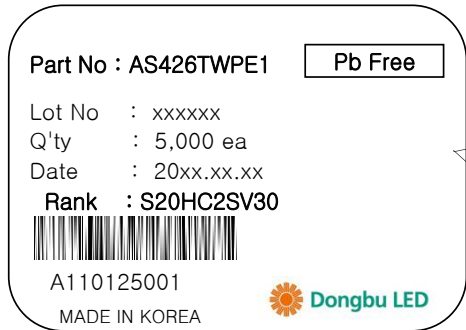 Part No : AS426TWPE1 Pb Free
Lot No : xxxxxx
Q'ty : 5,000 ea
Date : 20xx.xx.xx
Rank : S20HC2SV30
A110125001
MADE IN KOREA
Dongbu LED